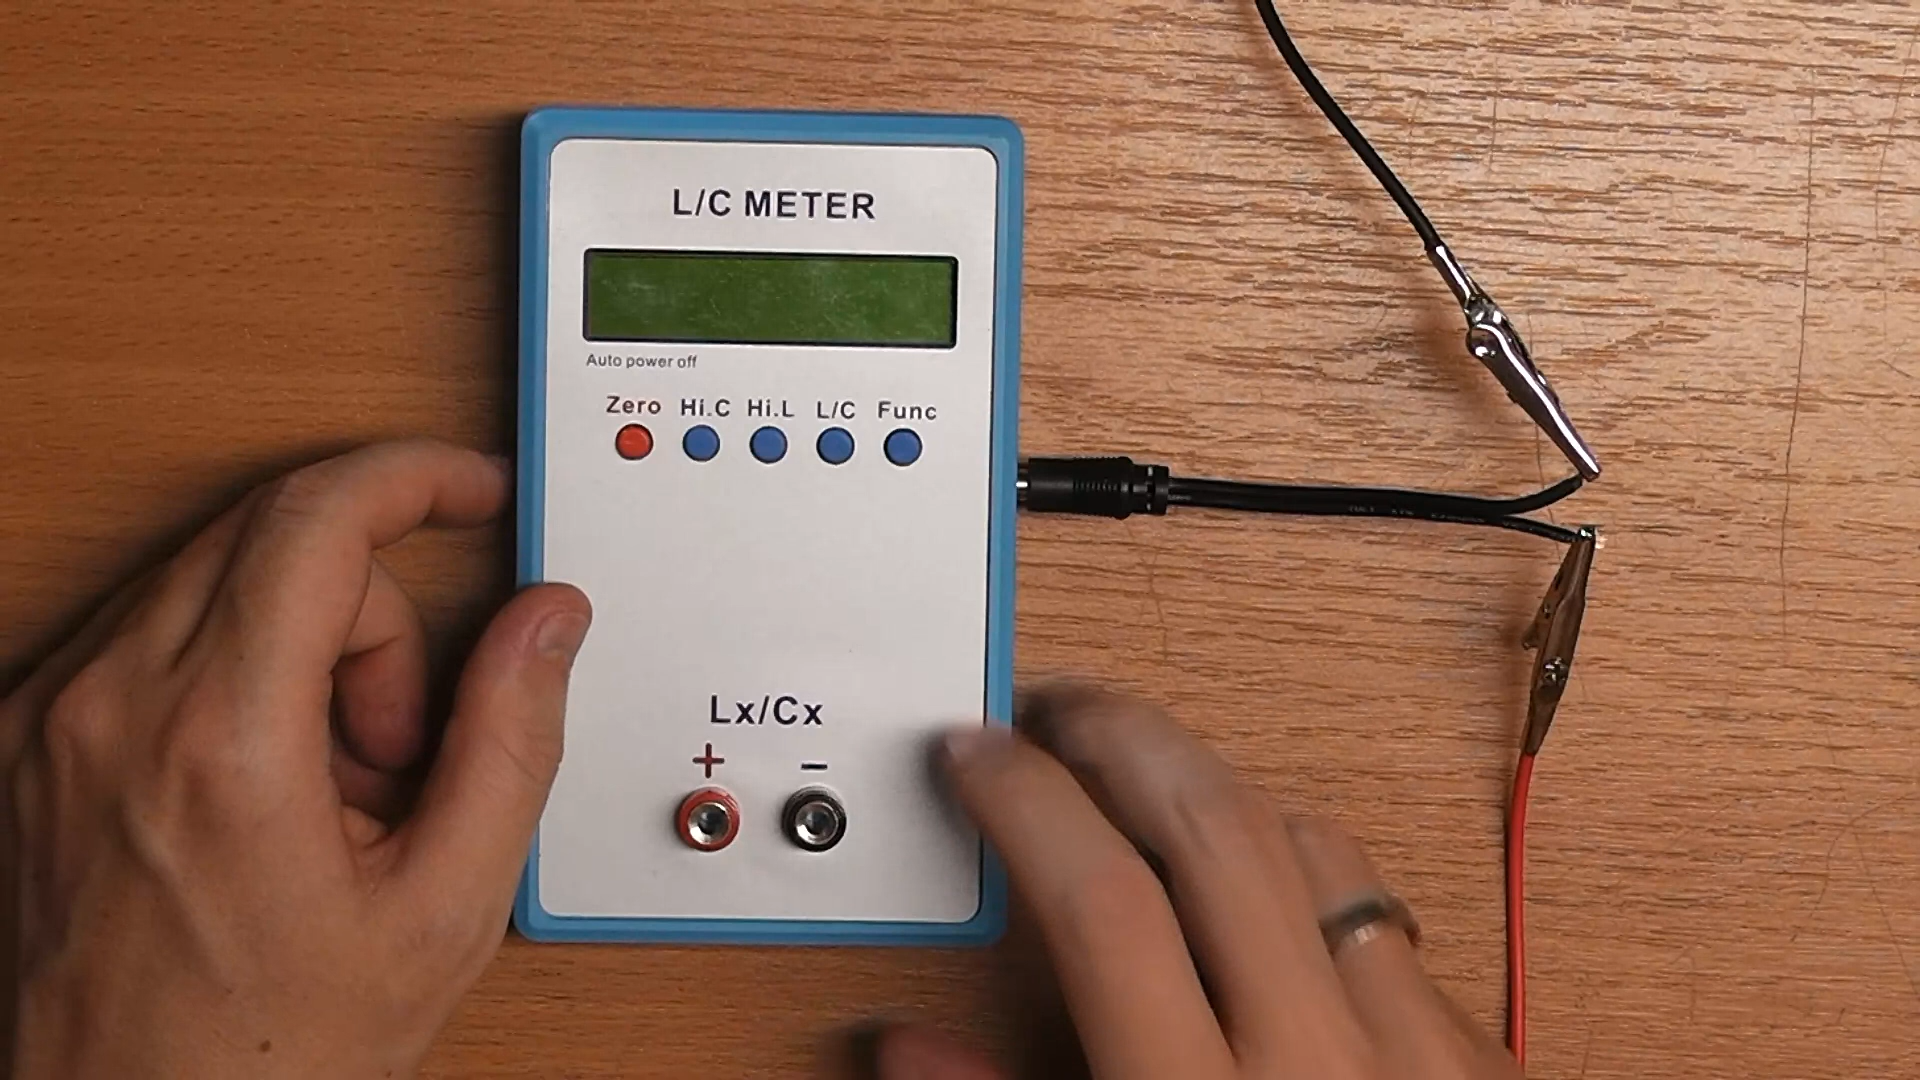 L/C METER
Auto power off
Zero Hi.C Hi.L L/C Func
Lx/Cx
+ −